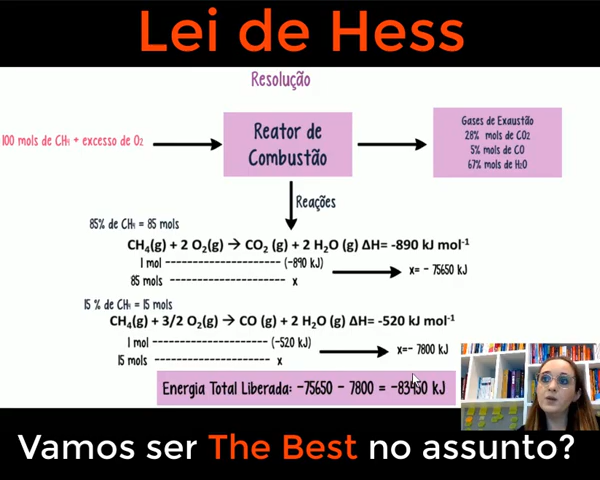 Lei de Hess
Resolução
100 mols de CH₄ + excesso de O₂
Reator de
Combustão
Gases de Exaustão
28% mols de CO₂
5% mols de CO
67% mols de H₂O
Reações
85% de CH₄ = 85 mols
CH₄(g) + 2 O₂(g) → CO₂ (g) + 2 H₂O (g) ΔH= -890 kJ mol⁻¹
1 mol --------------------- (-890 kJ)
85 mols --------------------- x
x= - 75650 kJ
15 % de CH₄ = 15 mols
CH₄(g) + 3/2 O₂(g) → CO (g) + 2 H₂O (g) ΔH= -520 kJ mol⁻¹
1 mol --------------------- (-520 kJ)
15 mols --------------------- x
x=- 7800 kJ
Energia Total Liberada: -75650 - 7800 = -83450 kJ
Vamos ser The Best no assunto?